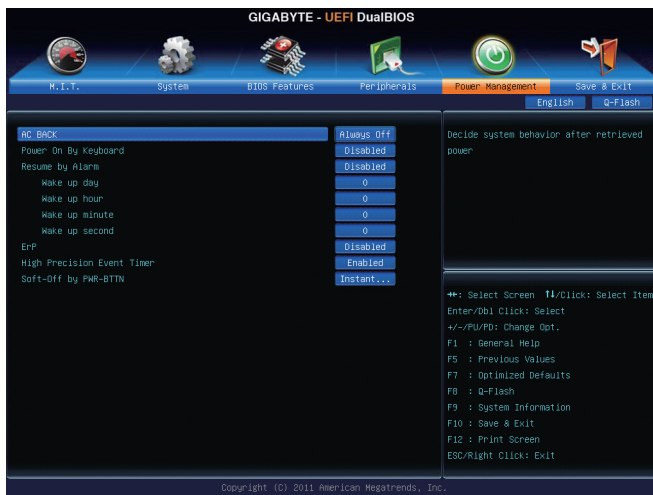 GIGABYTE - UEFI DualBIOS
M.I.T.
System
BIOS Features
Peripherals
Power Management
Save & Exit
English
Q-Flash
AC BACK Always Off
Power On By Keyboard Disabled
Resume by Alarm Disabled
Wake up day 0
Wake up hour 0
Wake up minute 0
Wake up second 0
ErP Disabled
High Precision Event Timer Enabled
Soft-Off by PWR-BTTN Instant...
Decide system behavior after retrieved
power
→←: Select Screen ↑↓/Click: Select Item
Enter/Dbl Click: Select
+/-/PU/PD: Change Opt.
F1 : General Help
F5 : Previous Values
F7 : Optimized Defaults
F8 : Q-Flash
F9 : System Information
F10 : Save & Exit
F12 : Print Screen
ESC/Right Click: Exit
Copyright (C) 2011 American Megatrends, Inc.